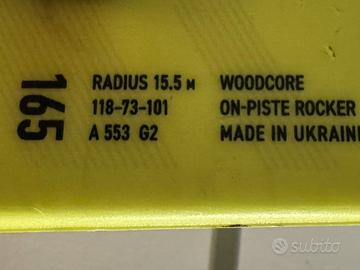 165
RADIUS 15.5 M
118-73-101
A 553 G2
WOODCORE
ON-PISTE ROCKER
MADE IN UKRAINE
subito